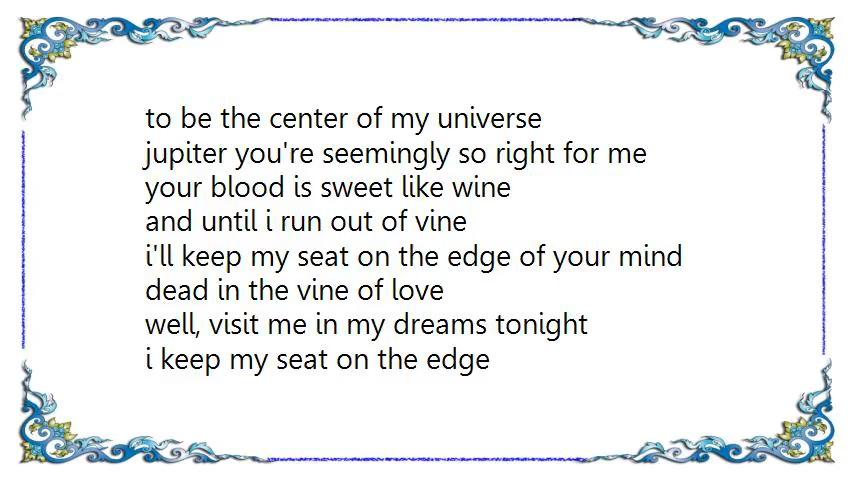 to be the center of my universe
jupiter you're seemingly so right for me
your blood is sweet like wine
and until i run out of vine
i'll keep my seat on the edge of your mind
dead in the vine of love
well, visit me in my dreams tonight
i keep my seat on the edge